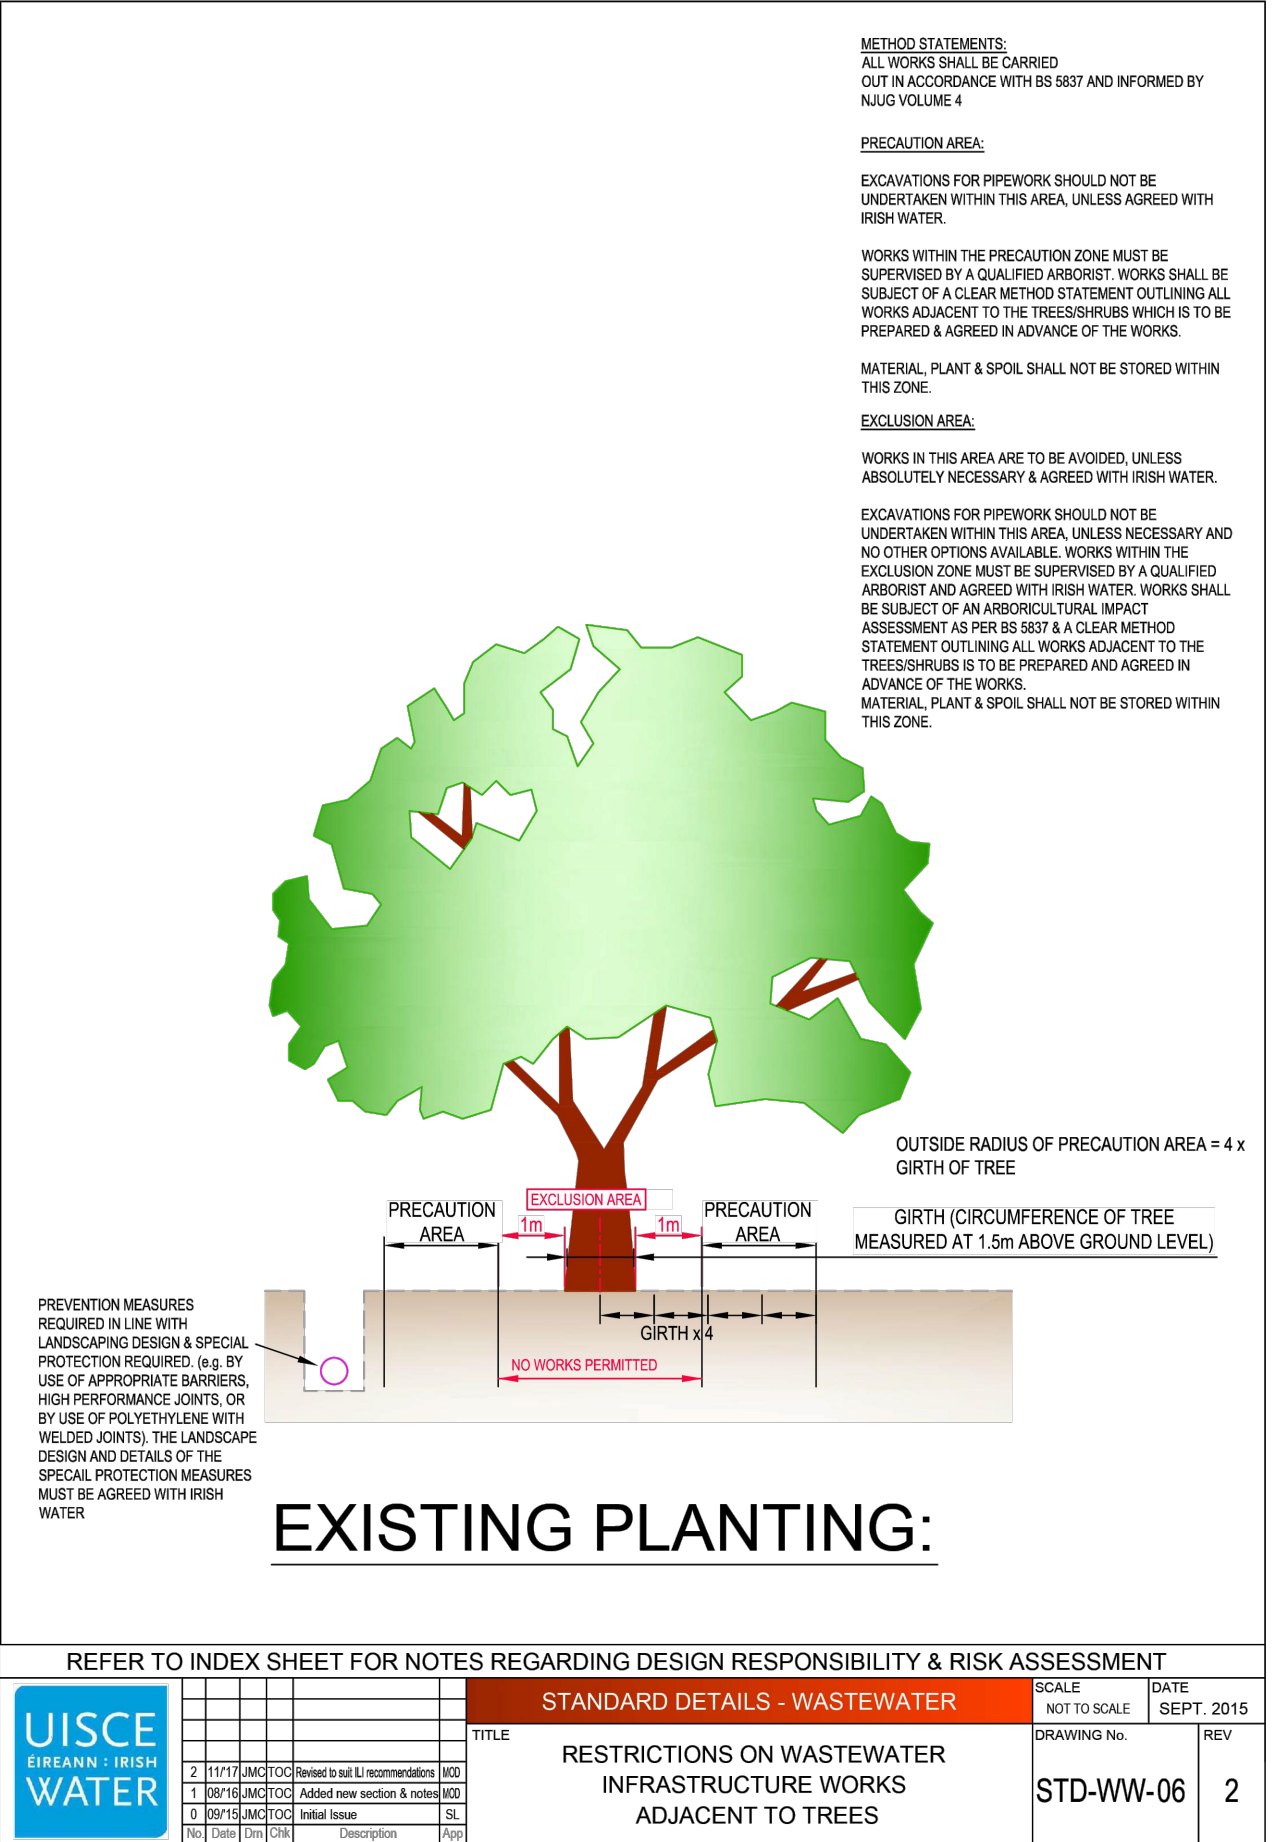 METHOD STATEMENTS:
ALL WORKS SHALL BE CARRIED
OUT IN ACCORDANCE WITH BS 5837 AND INFORMED BY
NJUG VOLUME 4
PRECAUTION AREA:
EXCAVATIONS FOR PIPEWORK SHOULD NOT BE
UNDERTAKEN WITHIN THIS AREA, UNLESS AGREED WITH
IRISH WATER.
WORKS WITHIN THE PRECAUTION ZONE MUST BE
SUPERVISED BY A QUALIFIED ARBORIST. WORKS SHALL BE
SUBJECT OF A CLEAR METHOD STATEMENT OUTLINING ALL
WORKS ADJACENT TO THE TREES/SHRUBS WHICH IS TO BE
PREPARED & AGREED IN ADVANCE OF THE WORKS.
MATERIAL, PLANT & SPOIL SHALL NOT BE STORED WITHIN
THIS ZONE.
EXCLUSION AREA:
WORKS IN THIS AREA ARE TO BE AVOIDED, UNLESS
ABSOLUTELY NECESSARY & AGREED WITH IRISH WATER.
EXCAVATIONS FOR PIPEWORK SHOULD NOT BE
UNDERTAKEN WITHIN THIS AREA, UNLESS NECESSARY AND
NO OTHER OPTIONS AVAILABLE. WORKS WITHIN THE
EXCLUSION ZONE MUST BE SUPERVISED BY A QUALIFIED
ARBORIST AND AGREED WITH IRISH WATER. WORKS SHALL
BE SUBJECT OF AN ARBORICULTURAL IMPACT
ASSESSMENT AS PER BS 5837 & A CLEAR METHOD
STATEMENT OUTLINING ALL WORKS ADJACENT TO THE
TREES/SHRUBS IS TO BE PREPARED AND AGREED IN
ADVANCE OF THE WORKS.
MATERIAL, PLANT & SPOIL SHALL NOT BE STORED WITHIN
THIS ZONE.
OUTSIDE RADIUS OF PRECAUTION AREA = 4 x
GIRTH OF TREE
EXCLUSION AREA
PRECAUTION
AREA
1m
1m
PRECAUTION
AREA
GIRTH (CIRCUMFERENCE OF TREE
MEASURED AT 1.5m ABOVE GROUND LEVEL)
GIRTH x 4
NO WORKS PERMITTED
PREVENTION MEASURES
REQUIRED IN LINE WITH
LANDSCAPING DESIGN & SPECIAL
PROTECTION REQUIRED. (e.g. BY
USE OF APPROPRIATE BARRIERS,
HIGH PERFORMANCE JOINTS, OR
BY USE OF POLYETHYLENE WITH
WELDED JOINTS). THE LANDSCAPE
DESIGN AND DETAILS OF THE
SPECAIL PROTECTION MEASURES
MUST BE AGREED WITH IRISH
WATER
EXISTING PLANTING:
REFER TO INDEX SHEET FOR NOTES REGARDING DESIGN RESPONSIBILITY & RISK ASSESSMENT
UISCE
ÉIREANN : IRISH
WATER
2 11/'17 JMC TOC Revised to suit ILI recommendations MOD
1 08/'16 JMC TOC Added new section & notes MOD
0 09/'15 JMC TOC Initial Issue SL
No. Date Drn Chk Description App
STANDARD DETAILS - WASTEWATER
TITLE
RESTRICTIONS ON WASTEWATER
INFRASTRUCTURE WORKS
ADJACENT TO TREES
SCALE
NOT TO SCALE
DATE
SEPT. 2015
DRAWING No.
STD-WW-06
REV
2